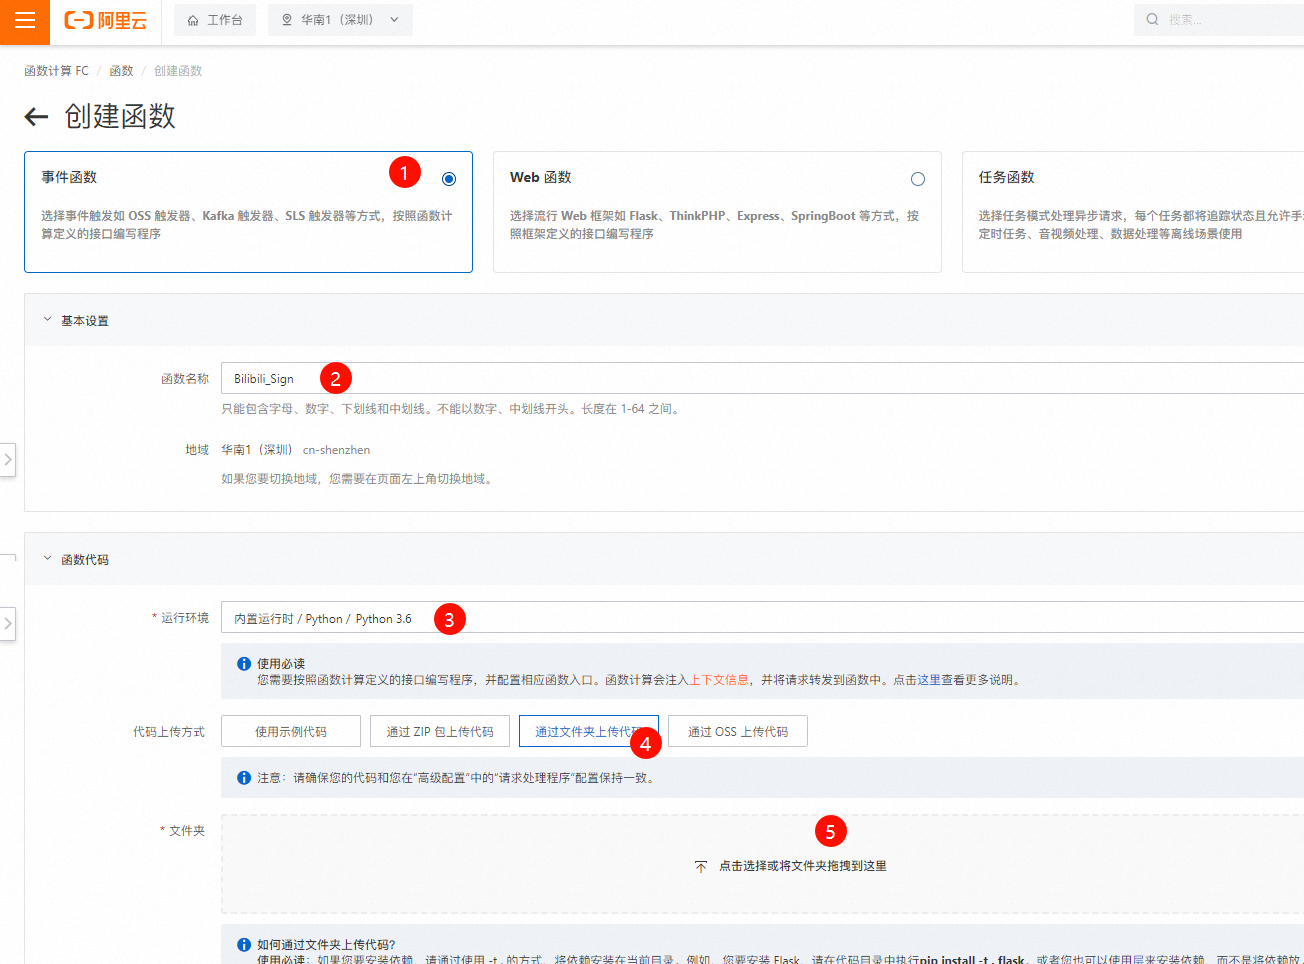 阿里云 工作台 华南1（深圳） 搜索...
函数计算 FC / 函数 / 创建函数
创建函数
事件函数 1
选择事件触发如 OSS 触发器、Kafka 触发器、SLS 触发器等方式，按照函数计
算定义的接口编写程序
Web 函数
选择流行 Web 框架如 Flask、ThinkPHP、Express、SpringBoot 等方式，按
照框架定义的接口编写程序
任务函数
选择任务模式处理异步请求，每个任务都将追踪状态且允许手
定时任务、音视频处理、数据处理等离线场景使用
基本设置
函数名称 Bilibili_Sign 2
只能包含字母、数字、下划线和中划线。不能以数字、中划线开头。长度在 1-64 之间。
地域 华南1（深圳） cn-shenzhen
如果您要切换地域，您需要在页面左上角切换地域。
函数代码
* 运行环境 内置运行时 / Python / Python 3.6 3
使用必读
您需要按照函数计算定义的接口编写程序，并配置相应函数入口。函数计算会注入上下文信息，并将请求转发到函数中。点击这里查看更多说明。
代码上传方式 使用示例代码 通过 ZIP 包上传代码 通过文件夹上传代 4 通过 OSS 上传代码
注意：请确保您的代码和您在"高级配置"中的"请求处理程序"配置保持一致。
* 文件夹 5
点击选择或将文件夹拖拽到这里
如何通过文件夹上传代码?
使用必读：如果您要安装依赖，请通过使用 -t . 的方式，将依赖安装在当前目录。例如，您要安装 Flask，请在代码目录中执行pip install -t . flask，或者您也可以使用层来安装依赖，而不是将依赖放